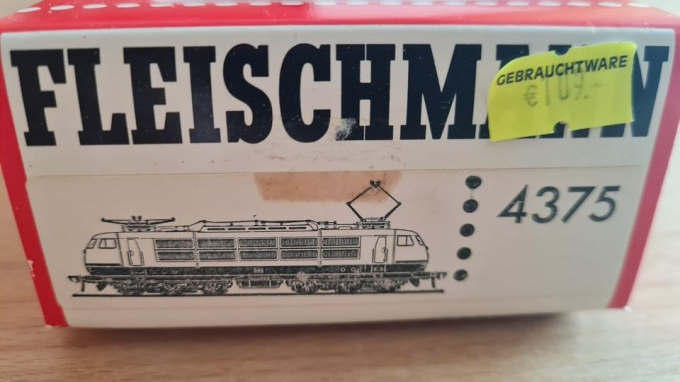 FLEISCHMANN
GEBRAUCHTWARE
€109.-
4375